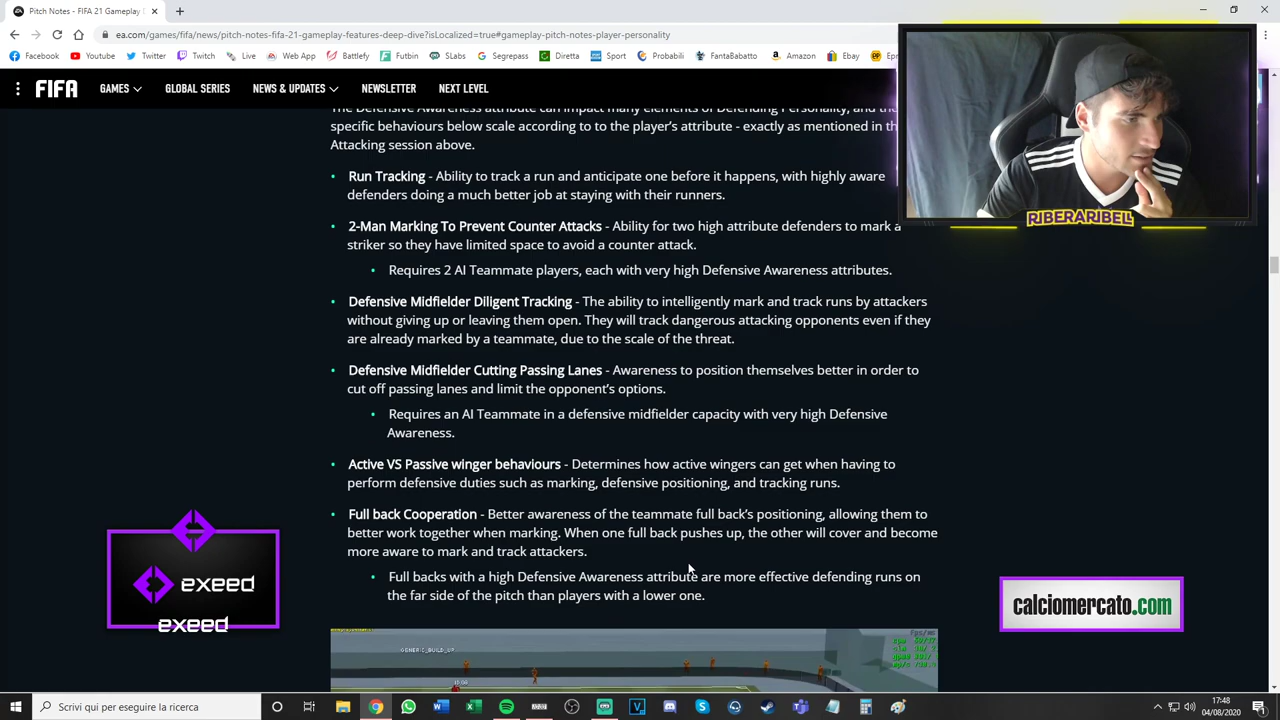 Pitch Notes - FIFA 21 Gameplay F
ea.com/games/fifa/news/pitch-notes-fifa-21-gameplay-features-deep-dive?isLocalized=true#gameplay-pitch-notes-player-personality
Facebook YouTube Twitter Twitch Live Web App Battlefy Futbin SLamba Segugio Diretta Sport FantaBabatto Amazon Ebay
FIFA GAMES GLOBAL SERIES NEWS & UPDATES NEWSLETTER NEXT LEVEL
The Defensive Awareness attribute can impact many elements of Defending Personality, and the
specific behaviours below scale according to to the player's attribute - exactly as mentioned in th
Attacking session above.
• Run Tracking - Ability to track a run and anticipate one before it happens, with highly aware
defenders doing a much better job at staying with their runners.
• 2-Man Marking To Prevent Counter Attacks - Ability for two high attribute defenders to mark a
striker so they have limited space to avoid a counter attack.
• Requires 2 AI Teammate players, each with very high Defensive Awareness attributes.
• Defensive Midfielder Diligent Tracking - The ability to intelligently mark and track runs by attackers
without giving up or leaving them open. They will track dangerous attacking opponents even if they
are already marked by a teammate, due to the scale of the threat.
• Defensive Midfielder Cutting Passing Lanes - Awareness to position themselves better in order to
cut off passing lanes and limit the opponent's options.
• Requires an AI Teammate in a defensive midfielder capacity with very high Defensive
Awareness.
• Active VS Passive winger behaviours - Determines how active wingers can get when having to
perform defensive duties such as marking, defensive positioning, and tracking runs.
• Full back Cooperation - Better awareness of the teammate full back's positioning, allowing them to
better work together when marking. When one full back pushes up, the other will cover and become
more aware to mark and track attackers.
• Full backs with a high Defensive Awareness attribute are more effective defending runs on
the far side of the pitch than players with a lower one.
GENERIC_BUILD_UP
RIBERARIBELL
exeed
exeed
calciomercato.com
Scrivi qui per eseguire la ricerca
17:48
04/08/2020